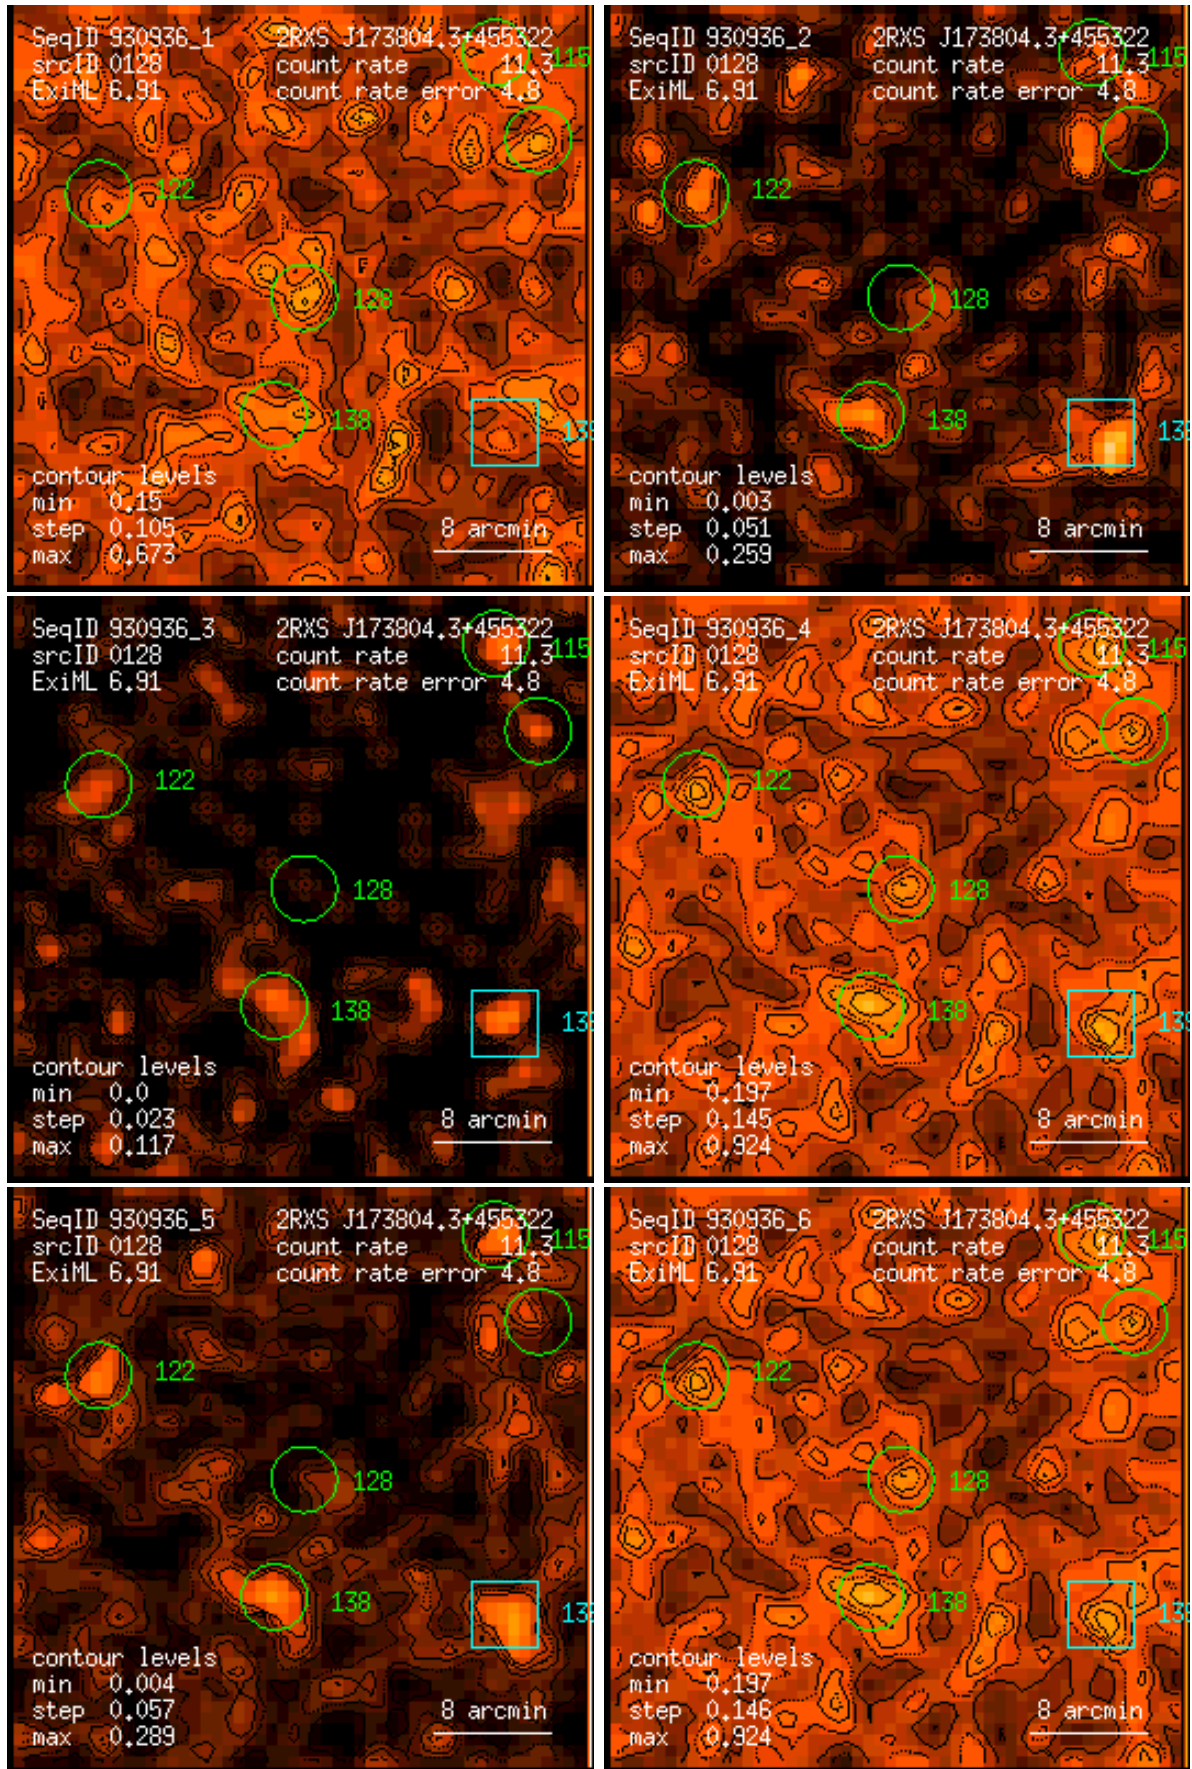 SeqID 930936_1 2RXS J173804.3+455322
srcID 0128 count rate 11.3 115
ExiML 6.91 count rate error 4.8
122
128
138
139
contour levels
min 0.15
step 0.105
max 0.673
8 arcmin
SeqID 930936_2 2RXS J173804.3+455322
srcID 0128 count rate 11.3 115
ExiML 6.91 count rate error 4.8
122
128
138
139
contour levels
min 0.003
step 0.051
max 0.259
8 arcmin
SeqID 930936_3 2RXS J173804.3+455322
srcID 0128 count rate 11.3 115
ExiML 6.91 count rate error 4.8
122
128
138
139
contour levels
min 0.0
step 0.023
max 0.117
8 arcmin
SeqID 930936_4 2RXS J173804.3+455322
srcID 0128 count rate 11.3 115
ExiML 6.91 count rate error 4.8
122
128
138
139
contour levels
min 0.197
step 0.145
max 0.924
8 arcmin
SeqID 930936_5 2RXS J173804.3+455322
srcID 0128 count rate 11.3 115
ExiML 6.91 count rate error 4.8
122
128
138
139
contour levels
min 0.004
step 0.057
max 0.289
8 arcmin
SeqID 930936_6 2RXS J173804.3+455322
srcID 0128 count rate 11.3 115
ExiML 6.91 count rate error 4.8
122
128
138
139
contour levels
min 0.197
step 0.146
max 0.924
8 arcmin